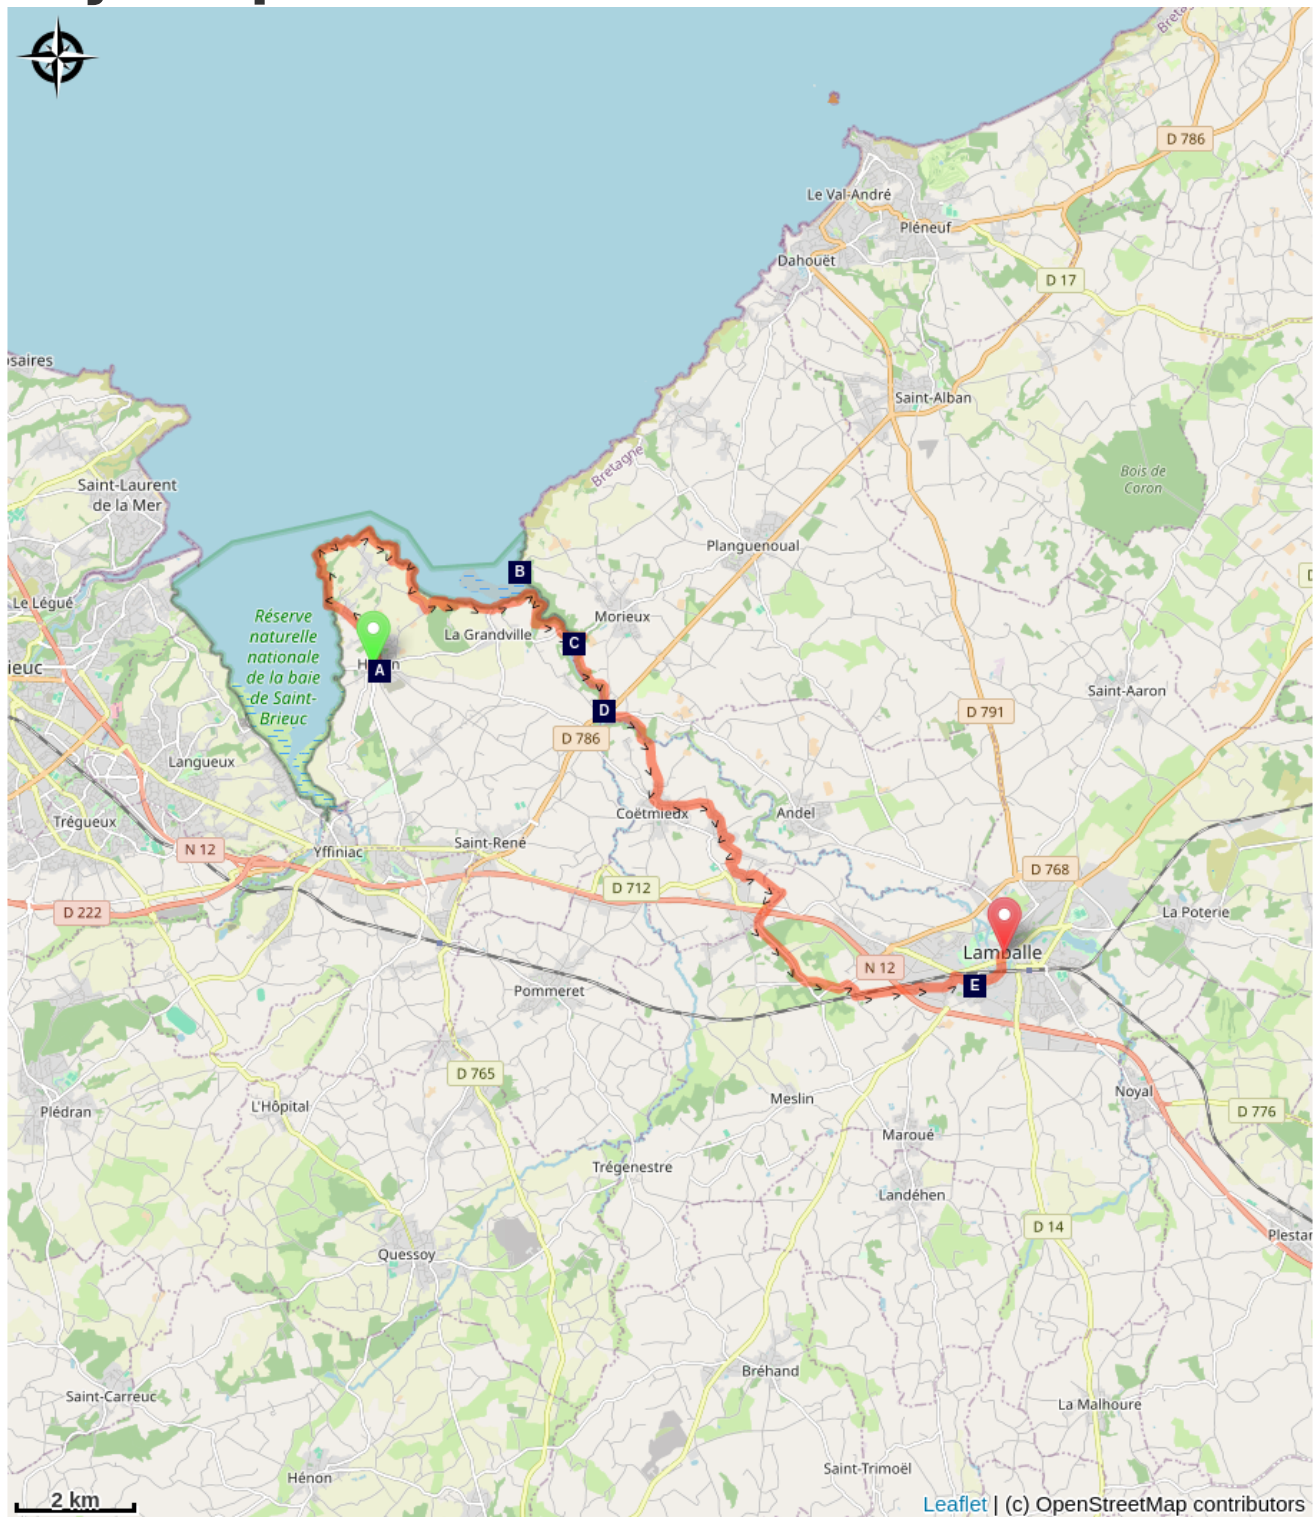 Bretag
D 786
Le Val-André
Pléneuf
Dahouët
D 17
osaires
Saint-Alban
Bretagne
Bois de
Coron
Saint-Laurent
de la Mer
Planguenoual
B
D
Le Légué
Réserve
naturelle
nationale
de la baie
de Saint-
Brieuc
Morieux
La Grandville
C
H
n
A
ieuc
Saint-Aaron
D
D 791
D 786
Langueux
Trégueux
Coëtmieux
Andel
N 12
Yffiniac
Saint-René
D 768
D 712
D 222
La Poterie
Lamballe
N 12
E
Pommeret
D 765
Meslin
Noyal
L'Hôpital
Plédran
D 776
Maroué
Trégenestre
Landéhen
D 14
Plestan
Quessoy
Bréhand
Saint-Carreuc
La Malhoure
Hénon
Saint-Trimoël
2 km
Leaflet | (c) OpenStreetMap contributors